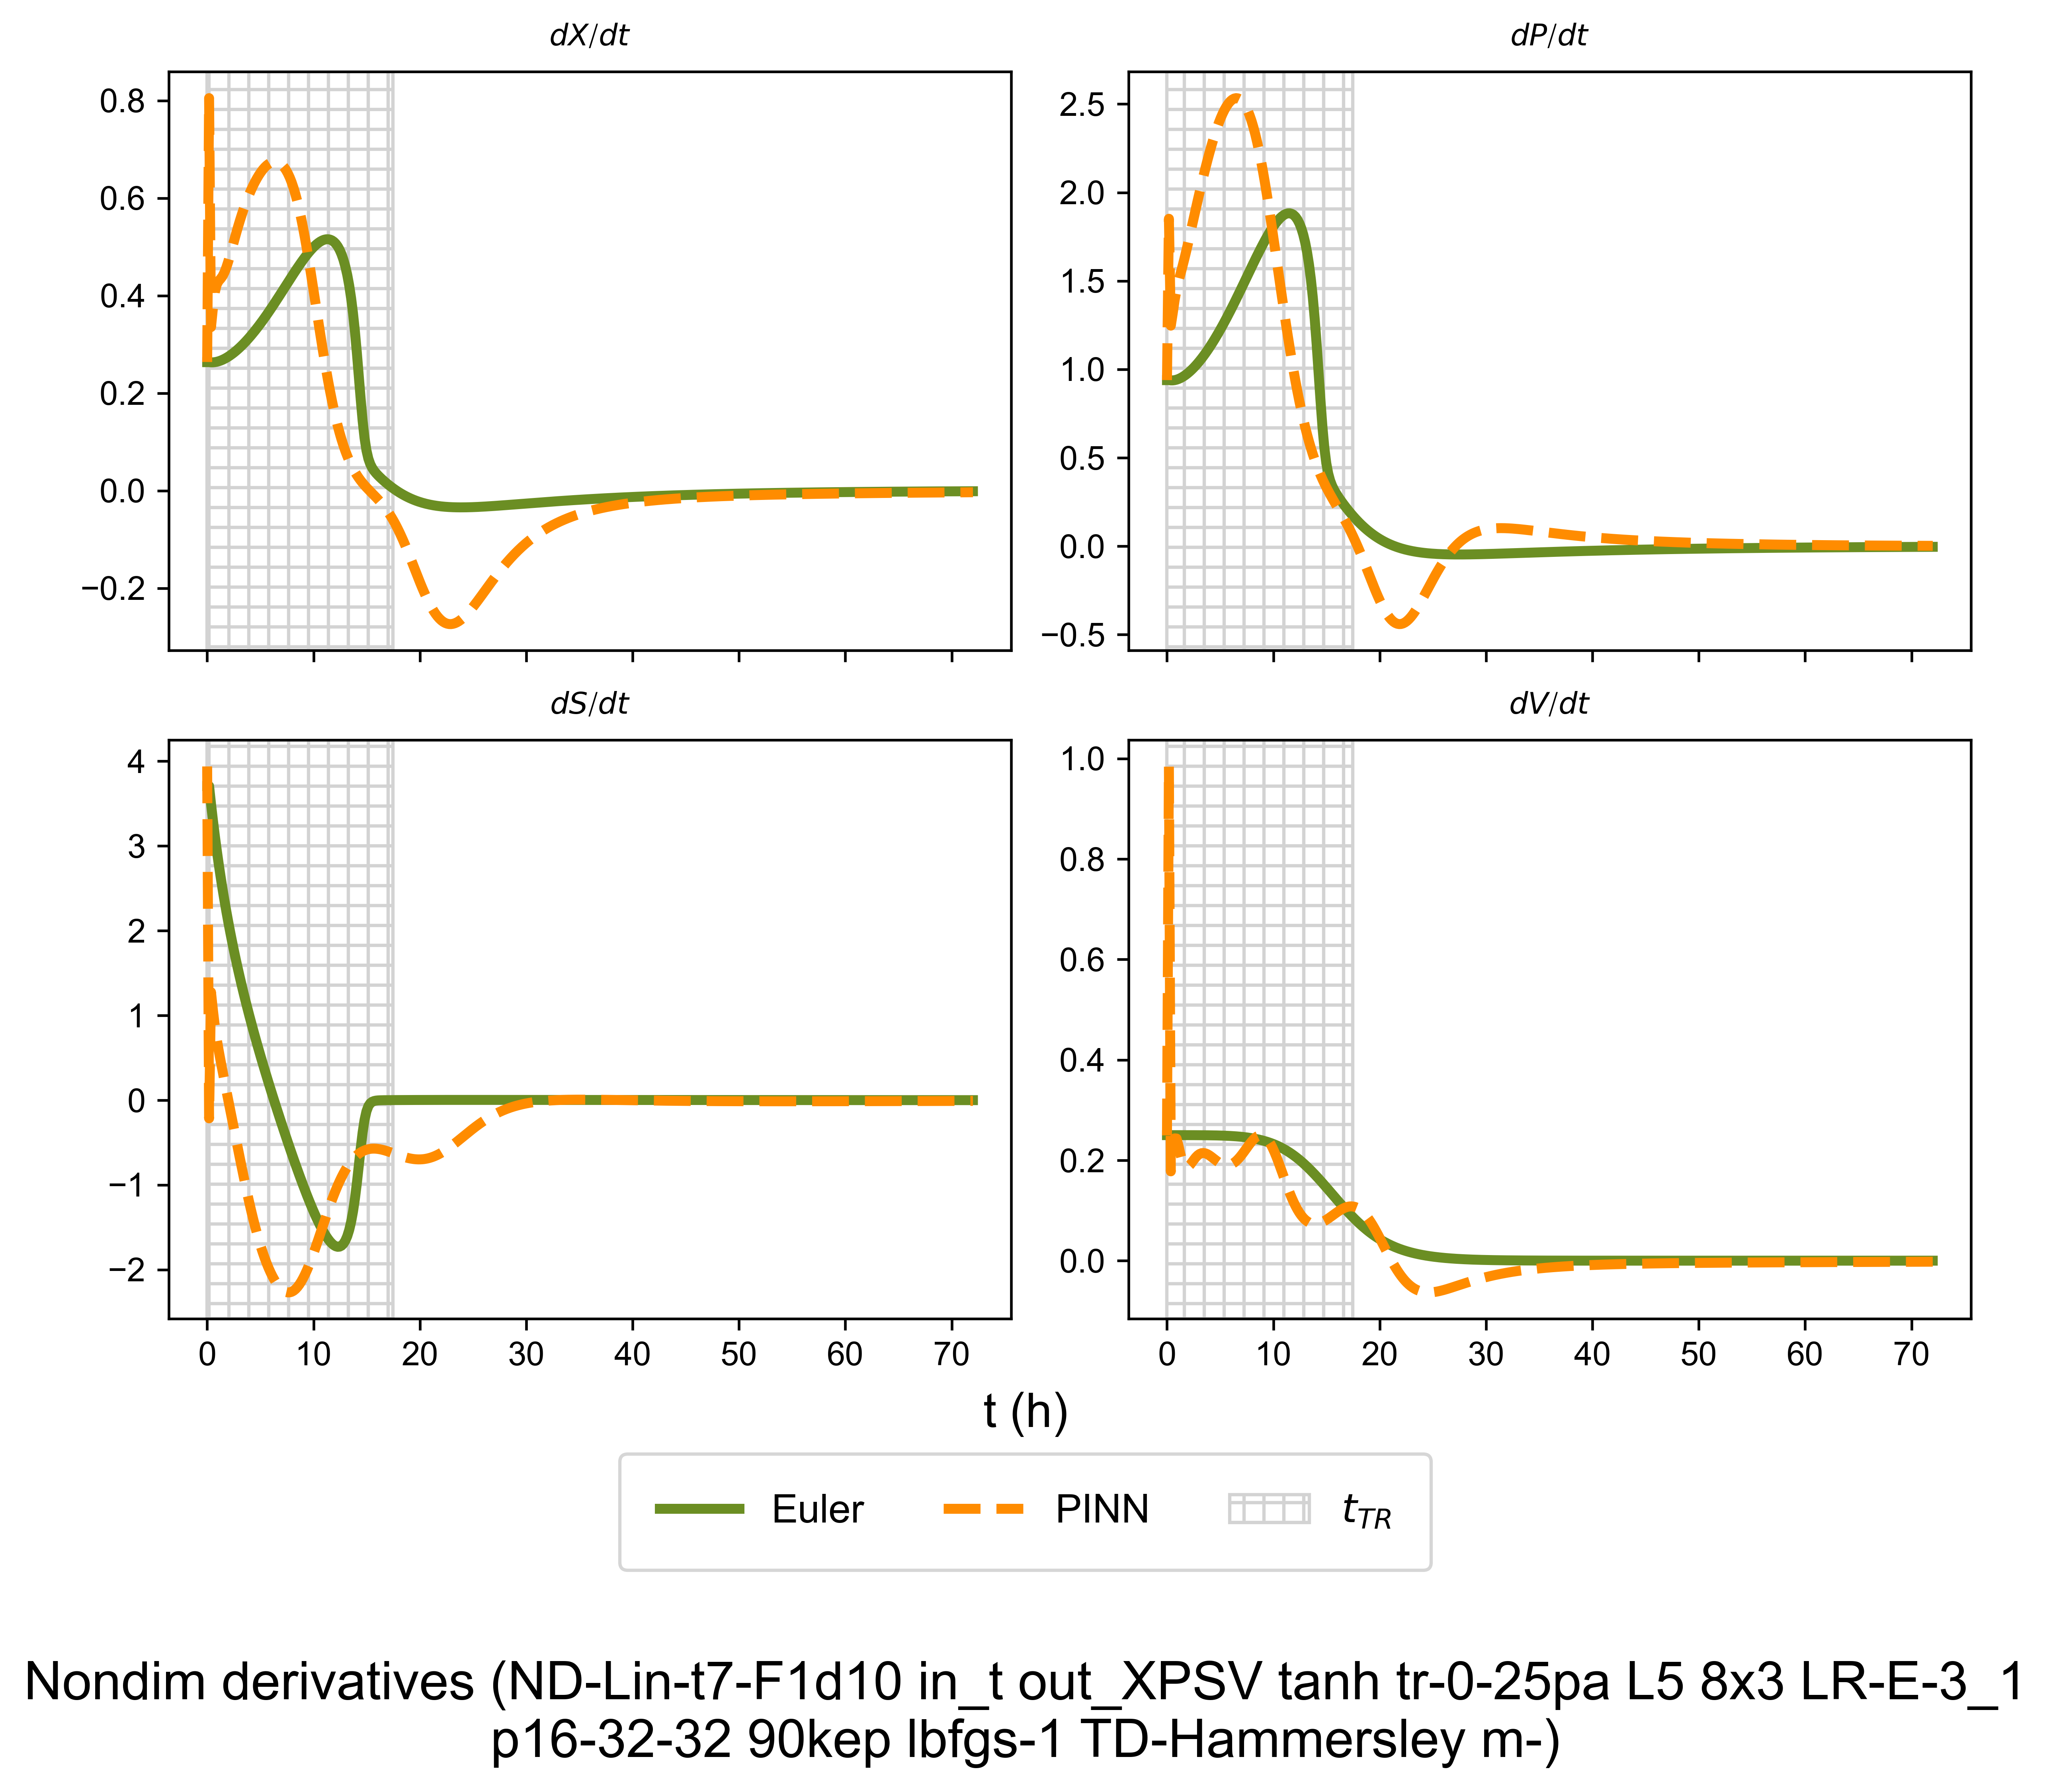 dX/dt
dP/dt
0.8
0.6
0.4
0.2
0.0
−0.2
2.5
2.0
1.5
1.0
0.5
0.0
−0.5
dS/dt
dV/dt
4
3
2
1
0
−1
−2
1.0
0.8
0.6
0.4
0.2
0.0
0 10 20 30 40 50 60 70
0 10 20 30 40 50 60 70
t (h)
Euler PINN t_TR
Nondim derivatives (ND-Lin-t7-F1d10 in_t out_XPSV tanh tr-0-25pa L5 8x3 LR-E-3_1
p16-32-32 90kep lbfgs-1 TD-Hammersley m-)